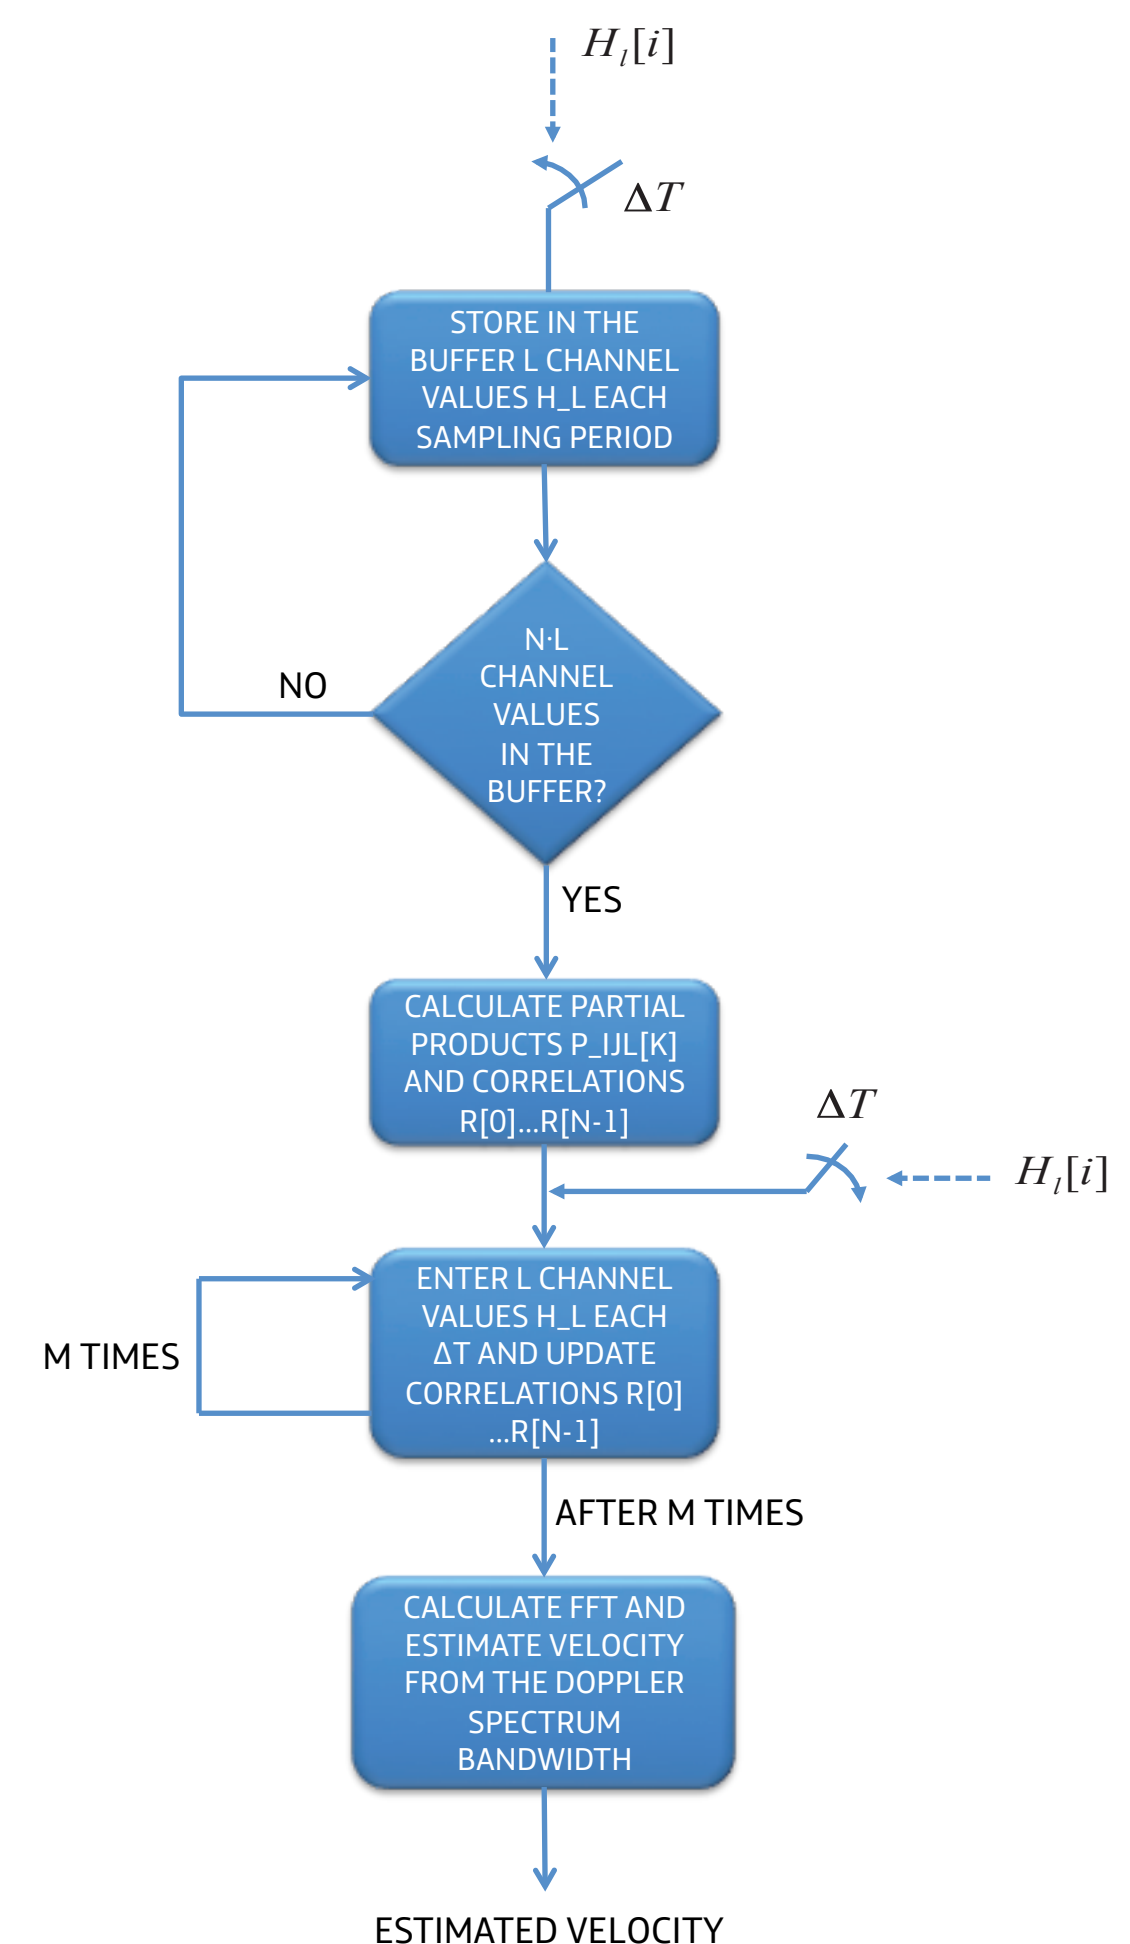 H_l[i]
ΔT
STORE IN THE
BUFFER L CHANNEL
VALUES H_L EACH
SAMPLING PERIOD
N·L
CHANNEL
VALUES
IN THE
BUFFER?
NO
YES
CALCULATE PARTIAL
PRODUCTS P_IJL[K]
AND CORRELATIONS
R[0]...R[N-1]
ΔT
H_l[i]
ENTER L CHANNEL
VALUES H_L EACH
ΔT AND UPDATE
CORRELATIONS R[0]
...R[N-1]
M TIMES
AFTER M TIMES
CALCULATE FFT AND
ESTIMATE VELOCITY
FROM THE DOPPLER
SPECTRUM
BANDWIDTH
ESTIMATED VELOCITY